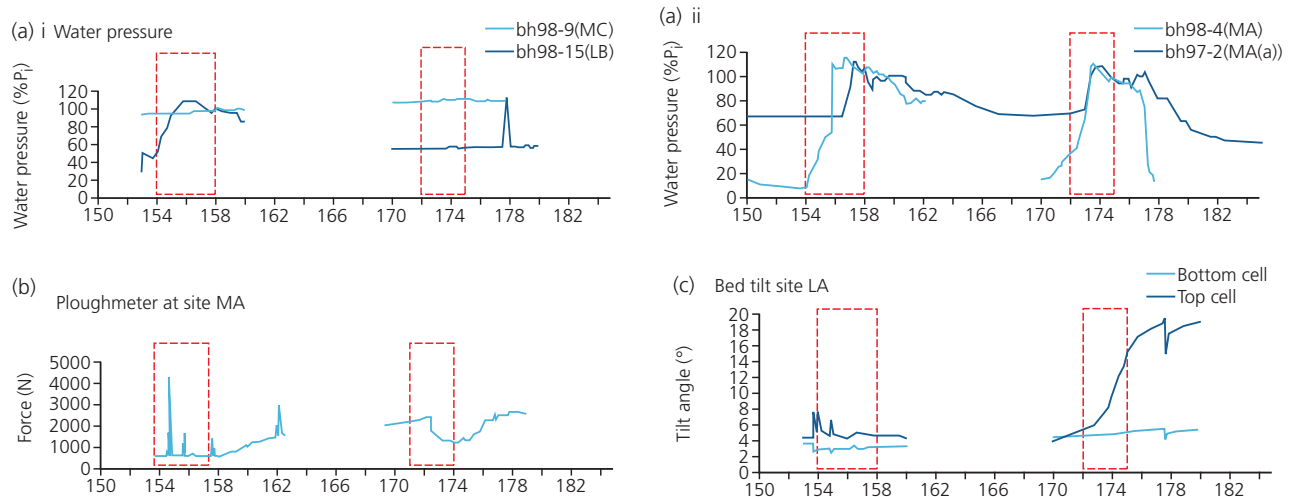 (a) i Water pressure
bh98-9(MC)
bh98-15(LB)
Water pressure (%Pi)
120
100
80
60
40
20
0
150 154 158 162 166 170 174 178 182
(a) ii
bh98-4(MA)
bh97-2(MA(a))
Water pressure (%Pi)
120
100
80
60
40
20
0
150 154 158 162 166 170 174 178 182
(b) Ploughmeter at site MA
Force (N)
5000
4000
3000
2000
1000
0
150 154 158 162 166 170 174 178 182
(c) Bed tilt site LA
Bottom cell
Top cell
Tilt angle (°)
20
18
16
14
12
10
8
6
4
2
0
150 154 158 162 166 170 174 178 182